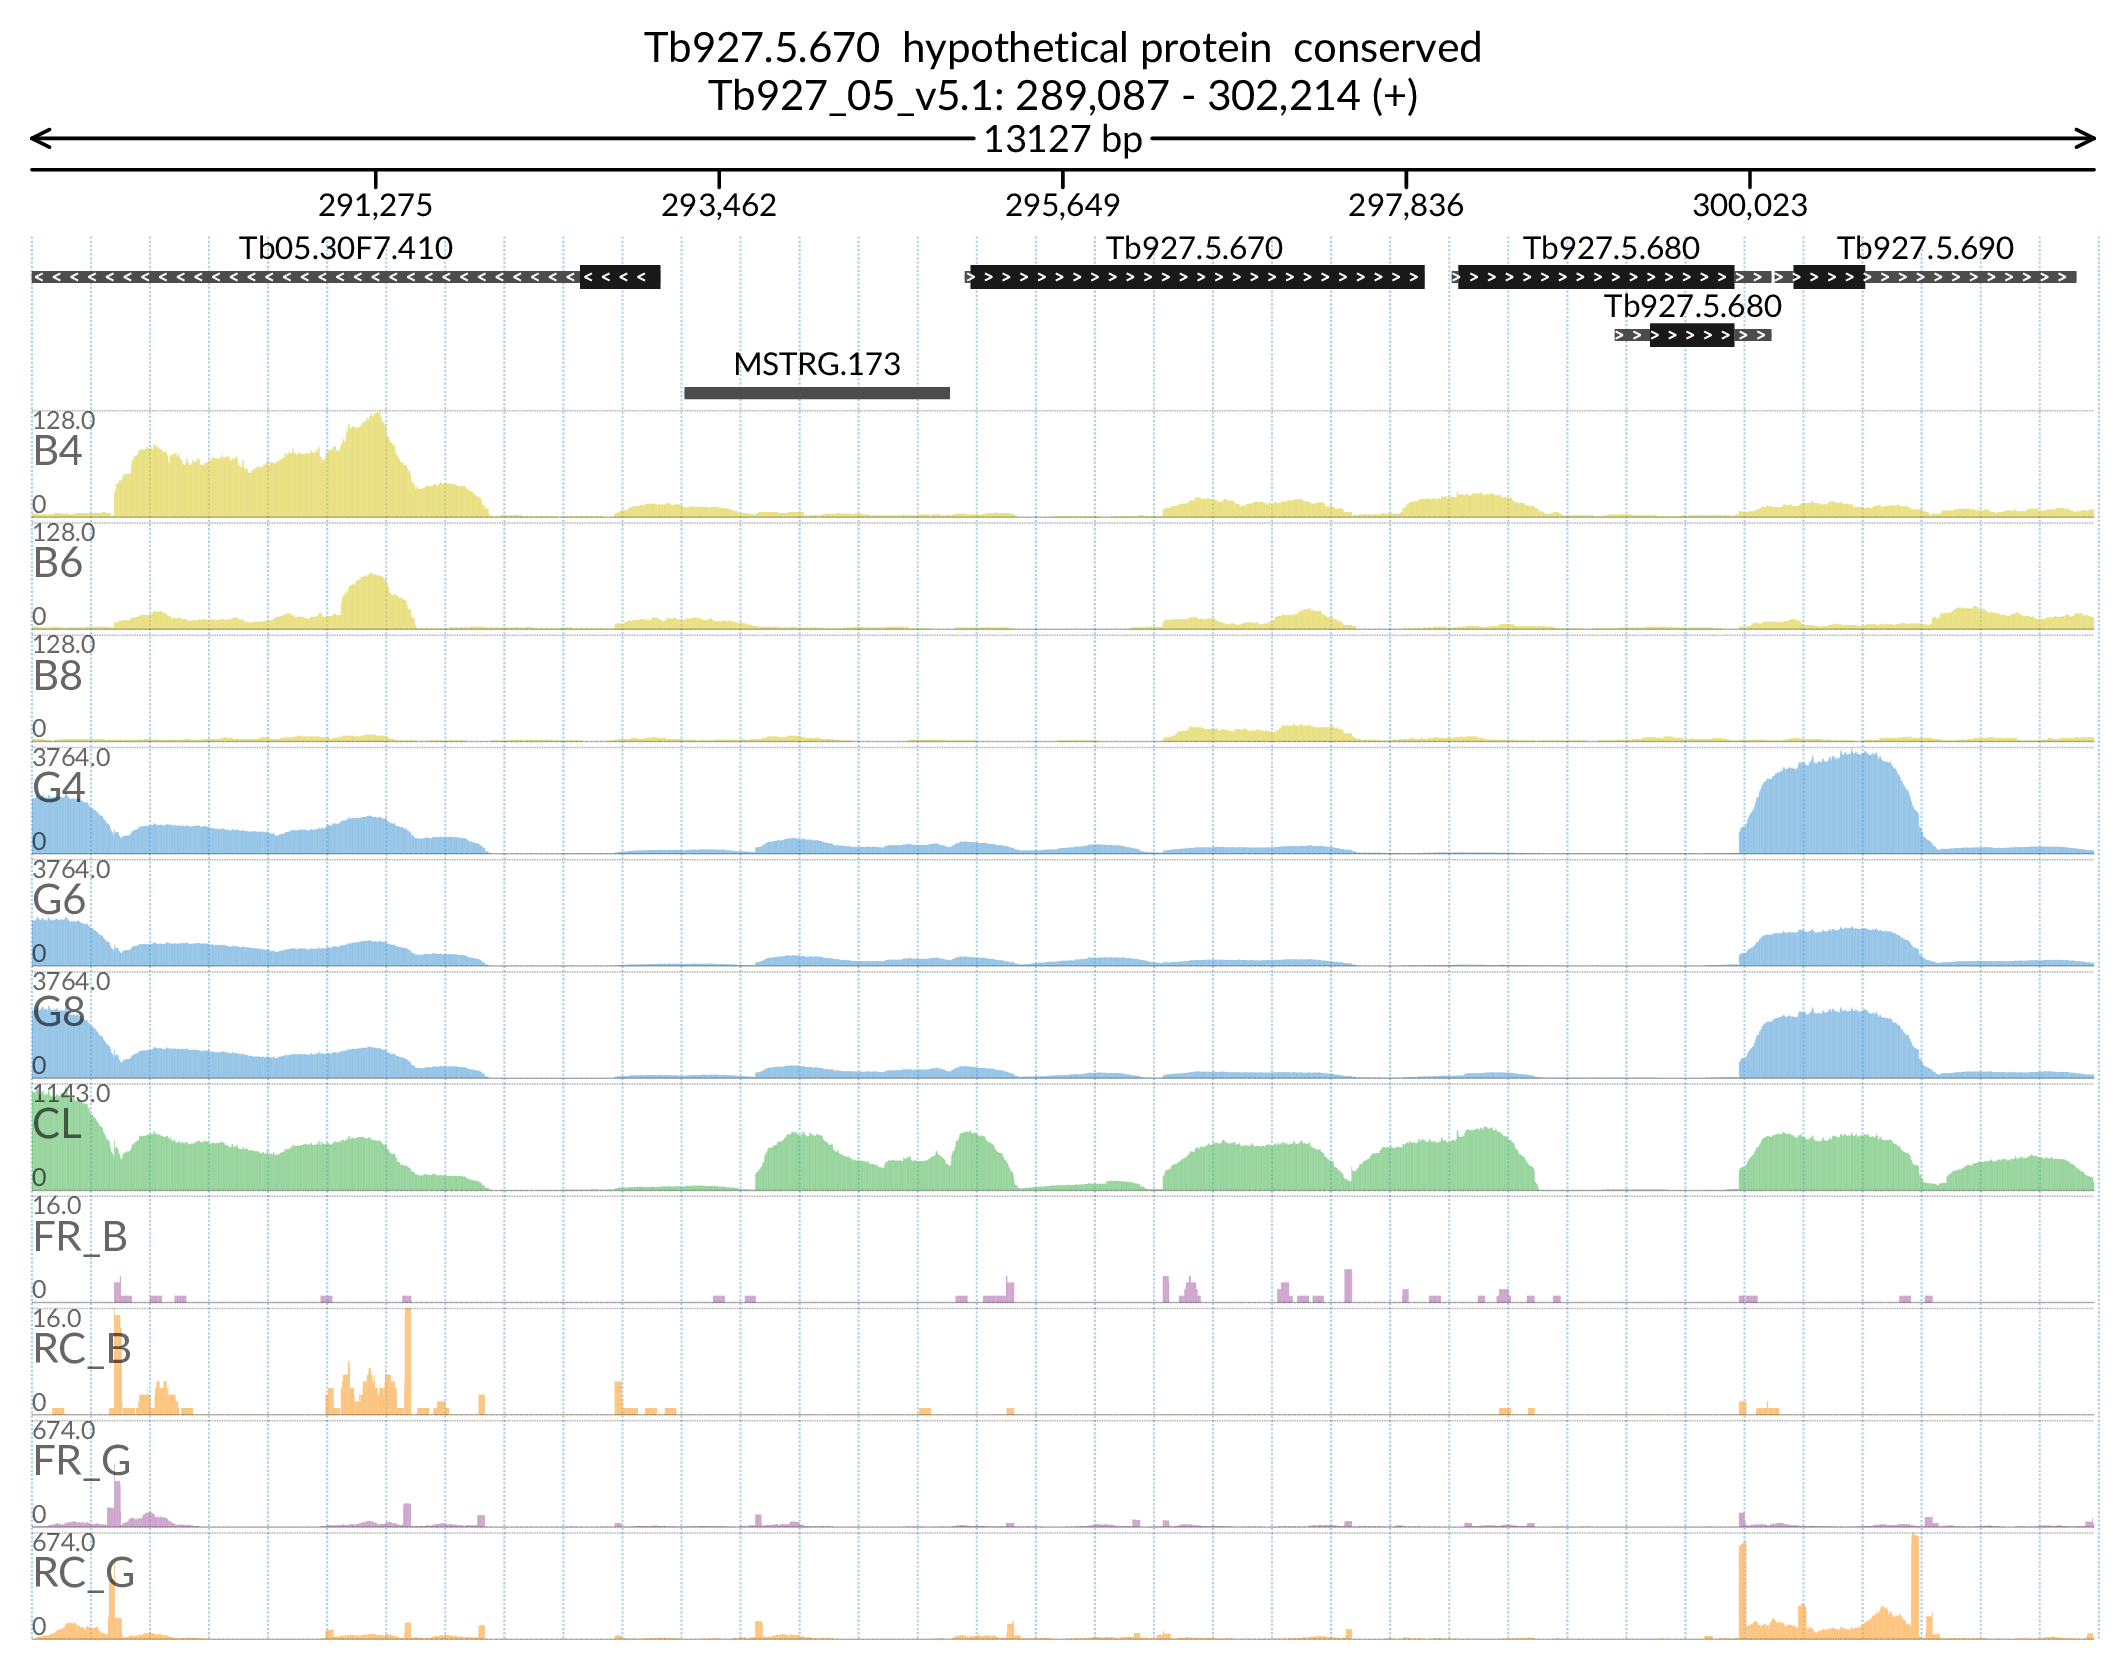 Tb927.5.670  hypothetical protein  conserved
Tb927_05_v5.1: 289,087 - 302,214 (+)
13127 bp
291,275 293,462 295,649 297,836 300,023
Tb05.30F7.410 Tb927.5.670 Tb927.5.680 Tb927.5.690
Tb927.5.680
MSTRG.173
128.0
B4
0
128.0
B6
0
128.0
B8
0
3764.0
G4
0
3764.0
G6
0
3764.0
G8
0
1143.0
CL
0
16.0
FR_B
0
16.0
RC_B
0
674.0
FR_G
0
674.0
RC_G
0